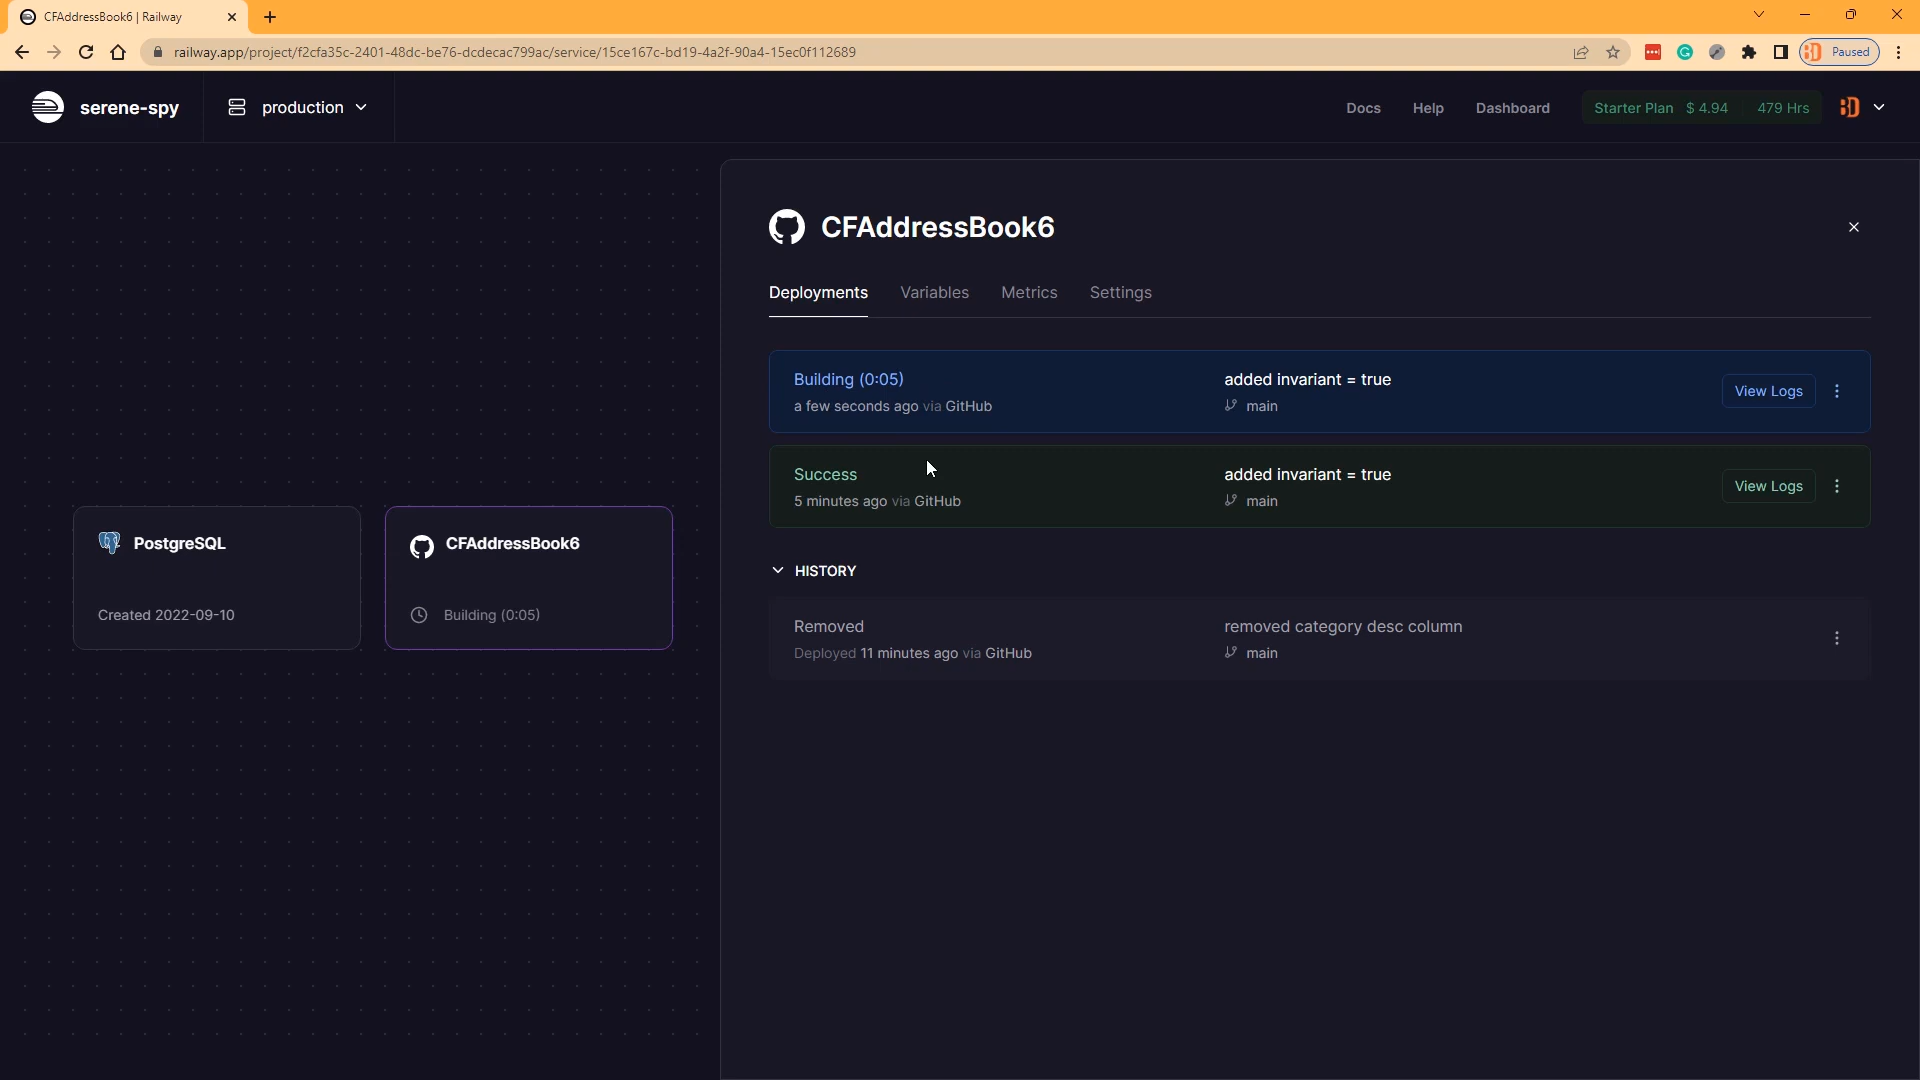 CFAddressBook6 | Railway
railway.app/project/f2cfa35c-2401-48dc-be76-dcdecac799ac/service/15ce167c-bd19-4a2f-90a4-15ec0f112689
Paused
serene-spy
production
Docs
Help
Dashboard
Starter Plan $ 4.94 479 Hrs
CFAddressBook6
Deployments
Variables
Metrics
Settings
Building (0:05)
a few seconds ago via GitHub
added invariant = true
main
View Logs
Success
5 minutes ago via GitHub
added invariant = true
main
View Logs
HISTORY
Removed
Deployed 11 minutes ago via GitHub
removed category desc column
main
PostgreSQL
Created 2022-09-10
CFAddressBook6
Building (0:05)